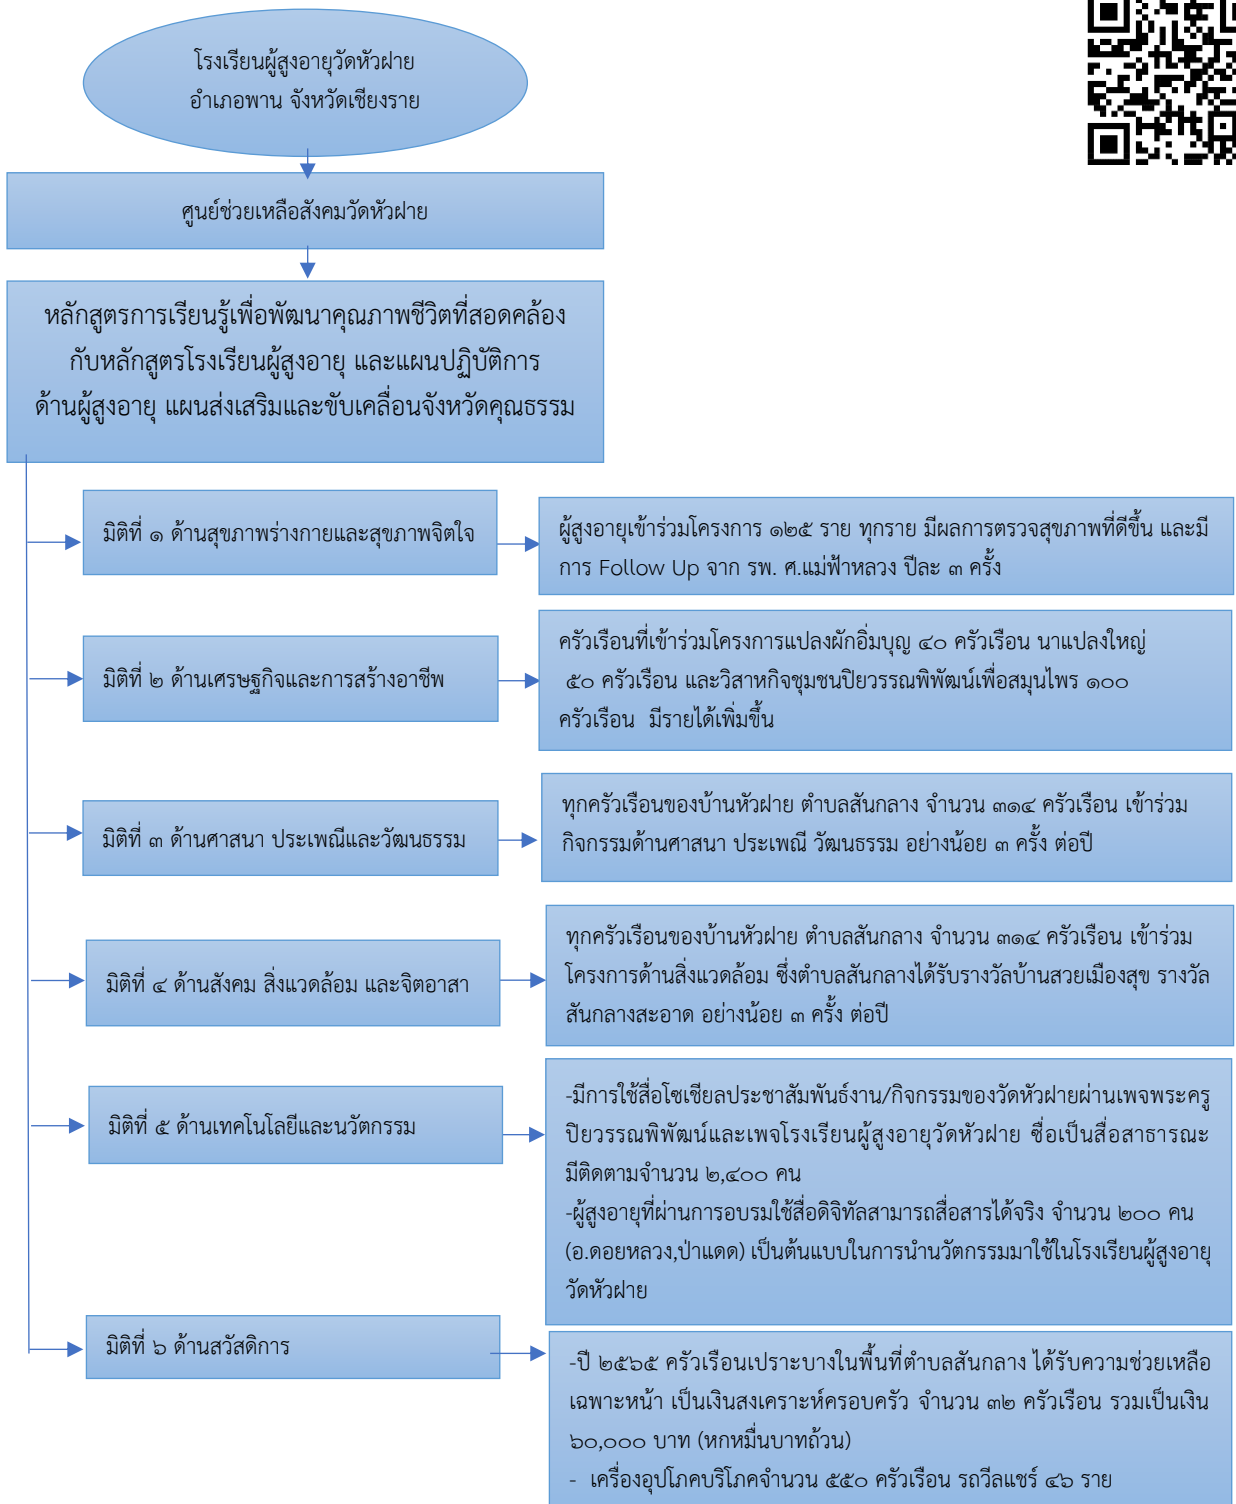 โรงเรียนผู้สูงอายุวัดหัวฝาย
อำเภอพาน จังหวัดเชียงราย
ศูนย์ช่วยเหลือสังคมวัดหัวฝาย
หลักสูตรการเรียนรู้เพื่อพัฒนาคุณภาพชีวิตที่สอดคล้อง
กับหลักสูตรโรงเรียนผู้สูงอายุ และแผนปฏิบัติการ
ด้านผู้สูงอายุ แผนส่งเสริมและขับเคลื่อนจังหวัดคุณธรรม
มิติที่ ๑ ด้านสุขภาพร่างกายและสุขภาพจิตใจ
ผู้สูงอายุเข้าร่วมโครงการ ๑๒๕ ราย ทุกราย มีผลการตรวจสุขภาพที่ดีขึ้น และมี
การ Follow Up จาก รพ. ศ.แม่ฟ้าหลวง ปีละ ๓ ครั้ง
มิติที่ ๒ ด้านเศรษฐกิจและการสร้างอาชีพ
ครัวเรือนที่เข้าร่วมโครงการแปลงผักอิ่มบุญ ๔๐ ครัวเรือน นาแปลงใหญ่
๕๐ ครัวเรือน และวิสาหกิจชุมชนปิยวรรณพิพัฒน์เพื่อสมุนไพร ๑๐๐
ครัวเรือน มีรายได้เพิ่มขึ้น
มิติที่ ๓ ด้านศาสนา ประเพณีและวัฒนธรรม
ทุกครัวเรือนของบ้านหัวฝาย ตำบลสันกลาง จำนวน ๓๑๔ ครัวเรือน เข้าร่วม
กิจกรรมด้านศาสนา ประเพณี วัฒนธรรม อย่างน้อย ๓ ครั้ง ต่อปี
มิติที่ ๔ ด้านสังคม สิ่งแวดล้อม และจิตอาสา
ทุกครัวเรือนของบ้านหัวฝาย ตำบลสันกลาง จำนวน ๓๑๔ ครัวเรือน เข้าร่วม
โครงการด้านสิ่งแวดล้อม ซึ่งตำบลสันกลางได้รับรางวัลบ้านสวยเมืองสุข รางวัล
สันกลางสะอาด อย่างน้อย ๓ ครั้ง ต่อปี
มิติที่ ๕ ด้านเทคโนโลยีและนวัตกรรม
-มีการใช้สื่อโซเชียลประชาสัมพันธ์งาน/กิจกรรมของวัดหัวฝายผ่านเพจพระครู
ปิยวรรณพิพัฒน์และเพจโรงเรียนผู้สูงอายุวัดหัวฝาย ซื่อเป็นสื่อสาธารณะ
มีติดตามจำนวน ๒,๔๐๐ คน
-ผู้สูงอายุที่ผ่านการอบรมใช้สื่อดิจิทัลสามารถสื่อสารได้จริง จำนวน ๒๐๐ คน
(อ.ดอยหลวง,ป่าแดด) เป็นต้นแบบในการนำนวัตกรรมมาใช้ในโรงเรียนผู้สูงอายุ
วัดหัวฝาย
มิติที่ ๖ ด้านสวัสดิการ
-ปี ๒๕๖๕ ครัวเรือนเปราะบางในพื้นที่ตำบลสันกลาง ได้รับความช่วยเหลือ
เฉพาะหน้า เป็นเงินสงเคราะห์ครอบครัว จำนวน ๓๒ ครัวเรือน รวมเป็นเงิน
๖๐,๐๐๐ บาท (หกหมื่นบาทถ้วน)
- เครื่องอุปโภคบริโภคจำนวน ๕๕๐ ครัวเรือน รถวีลแชร์ ๔๖ ราย